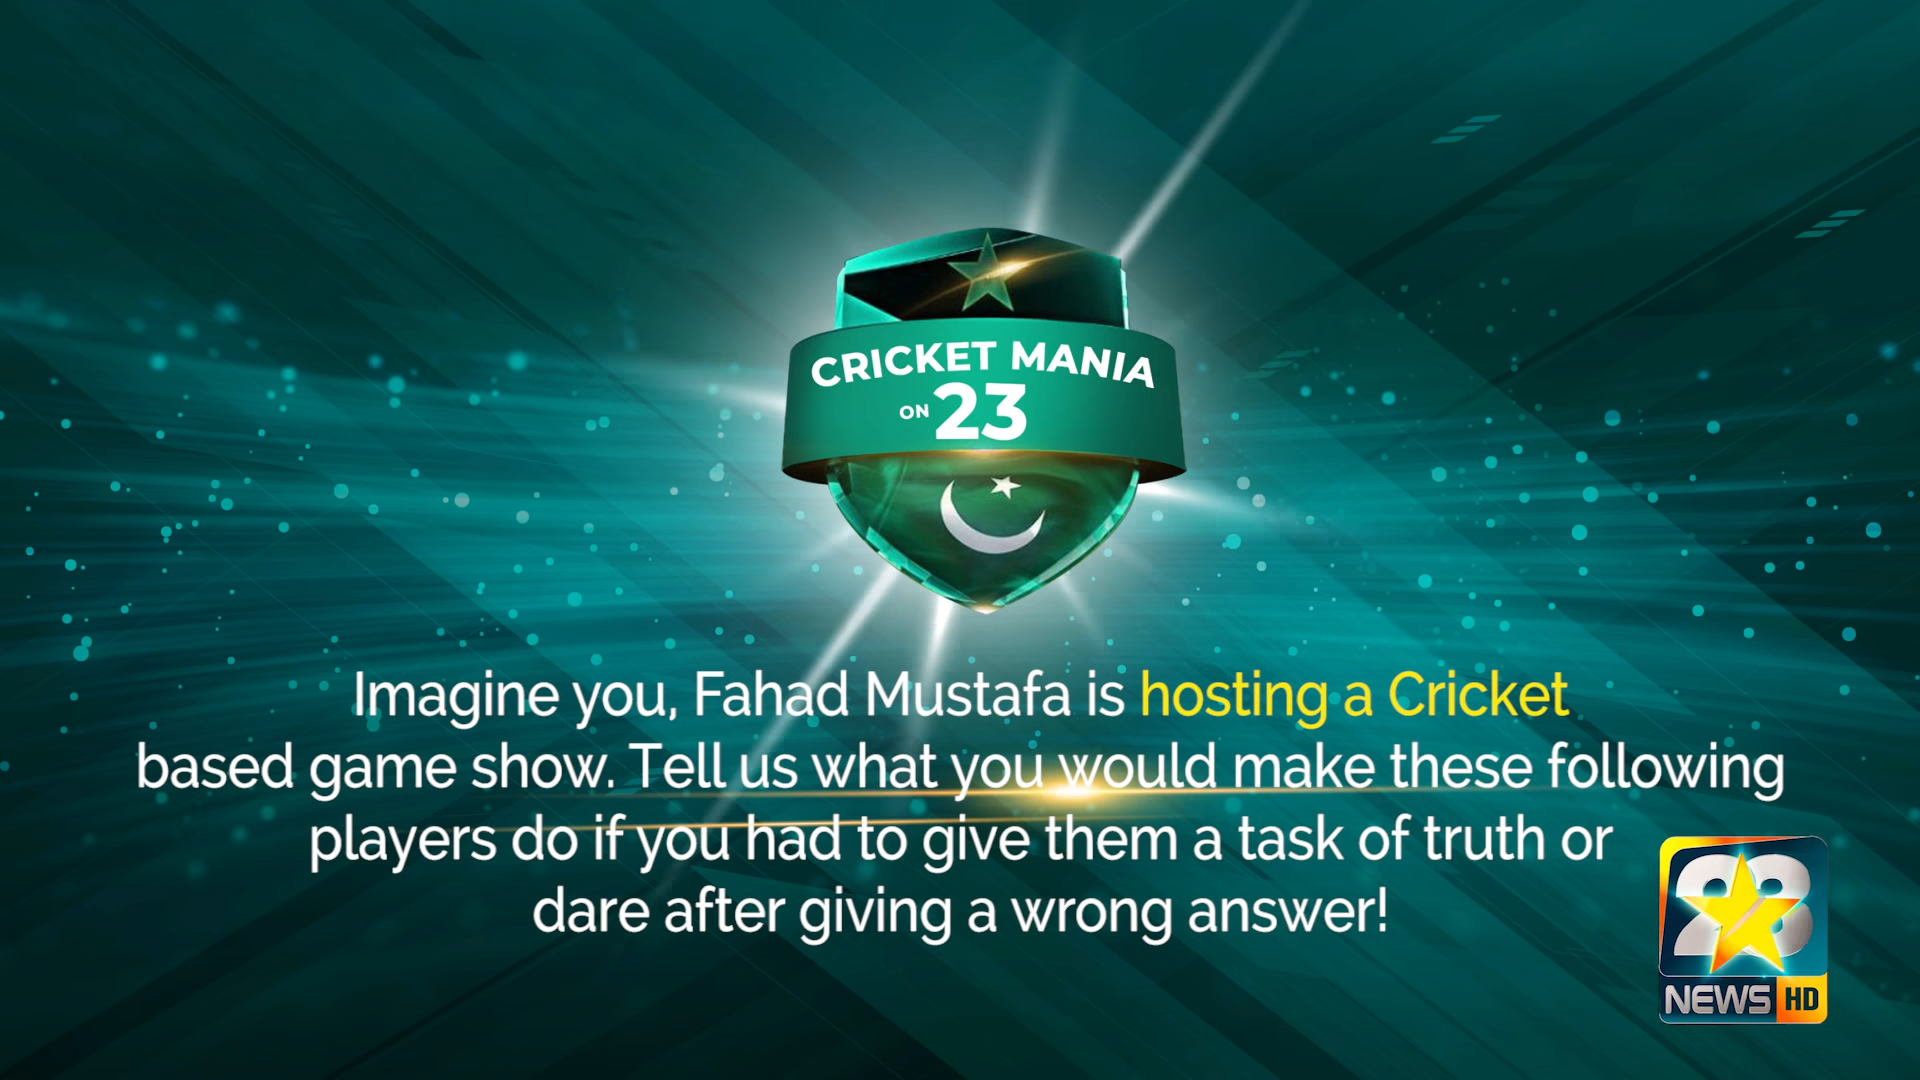 CRICKET MANIA
ON 23
Imagine you, Fahad Mustafa is hosting a Cricket
based game show. Tell us what you would make these following
players do if you had to give them a task of truth or
dare after giving a wrong answer!
23
NEWS HD